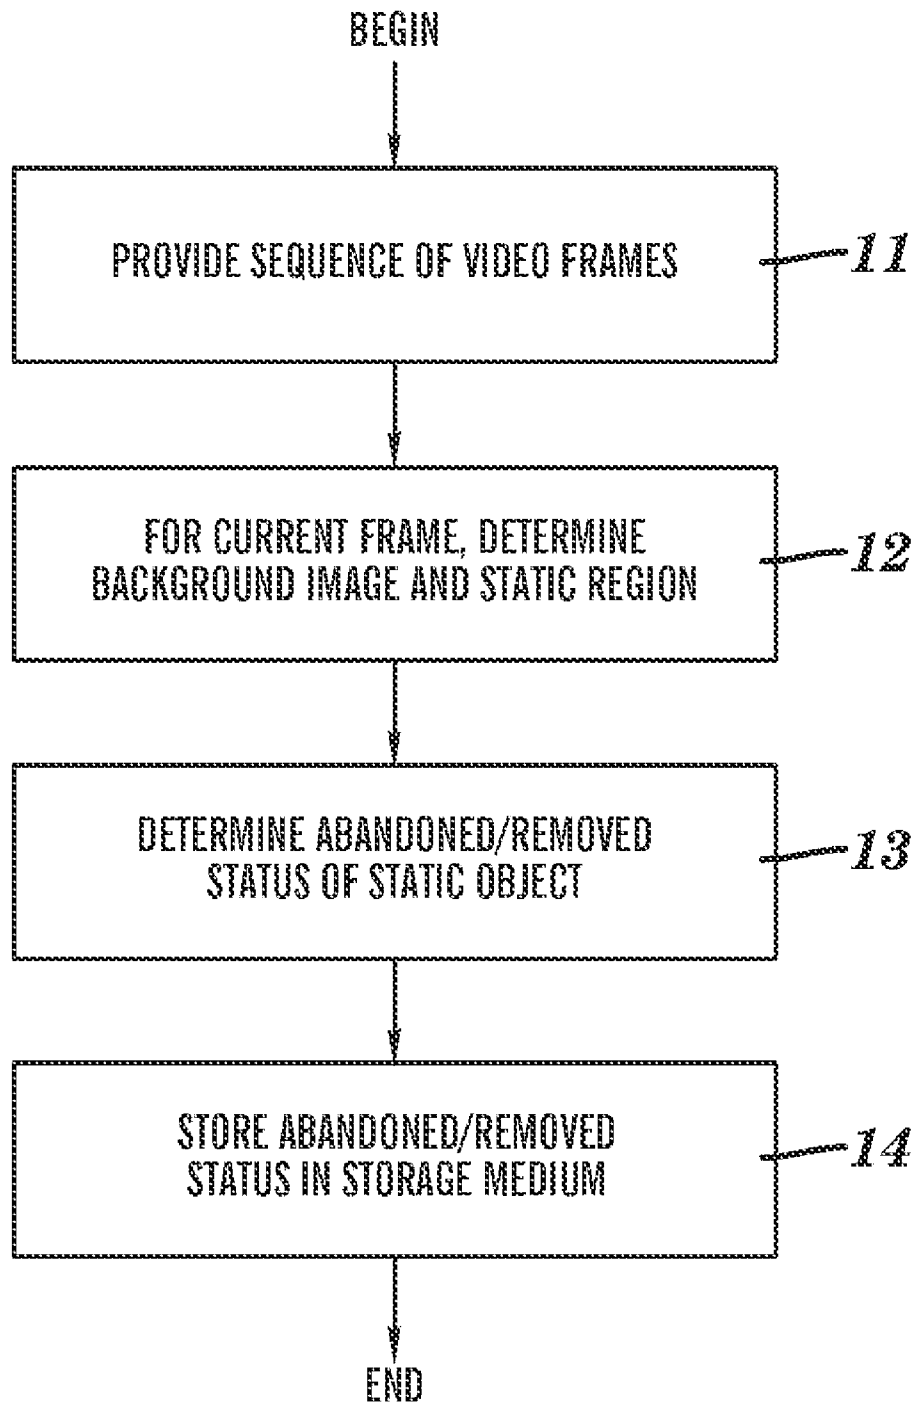 BEGIN
PROVIDE SEQUENCE OF VIDEO FRAMES
11
FOR CURRENT FRAME, DETERMINE
BACKGROUND IMAGE AND STATIC REGION
12
DETERMINE ABANDONED/REMOVED
STATUS OF STATIC OBJECT
13
STORE ABANDONED/REMOVED
STATUS IN STORAGE MEDIUM
14
END